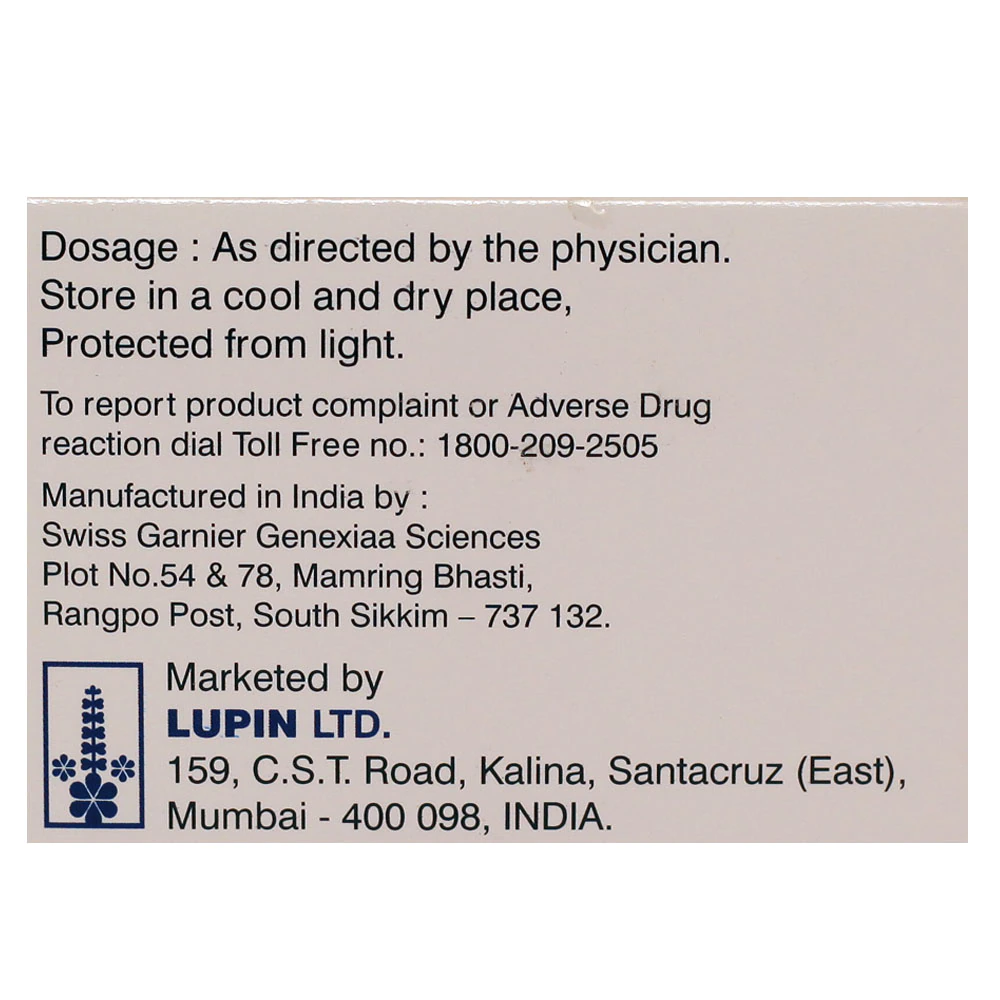 Dosage : As directed by the physician.
Store in a cool and dry place,
Protected from light.
To report product complaint or Adverse Drug
reaction dial Toll Free no.: 1800-209-2505
Manufactured in India by :
Swiss Garnier Genexiaa Sciences
Plot No.54 & 78, Mamring Bhasti,
Rangpo Post, South Sikkim – 737 132.
Marketed by
LUPIN LTD.
159, C.S.T. Road, Kalina, Santacruz (East),
Mumbai - 400 098, INDIA.